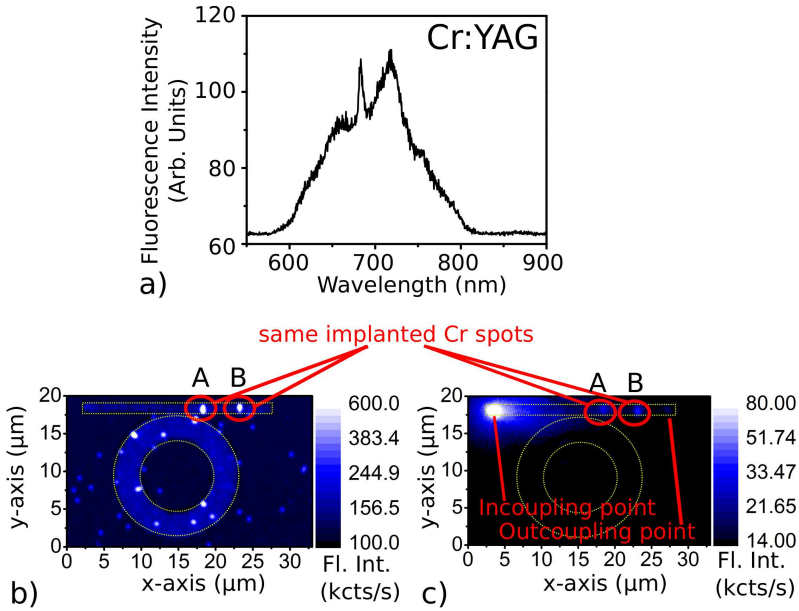 120
100
80
60
Fluorescence Intensity
(Arb. Units)
Cr:YAG
600 700 800 900
Wavelength (nm)
a)
same implanted Cr spots
A B
20
15
10
5
0
y-axis (μm)
0 5 10 15 20 25 30
x-axis (μm)
600.0
383.4
244.9
156.5
100.0
Fl. Int.
(kcts/s)
b)
A B
20
15
10
5
0
y-axis (μm)
Incoupling point
Outcoupling point
0 5 10 15 20 25 30
x-axis (μm)
80.00
51.74
33.47
21.65
14.00
Fl. Int.
(kcts/s)
c)